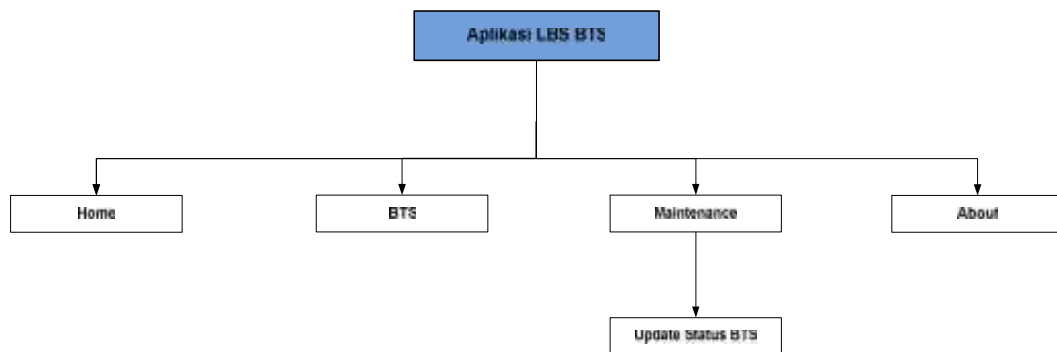 Aplikasi LBS BTS
Home
BTS
Maintenance
About
Update Status BTS